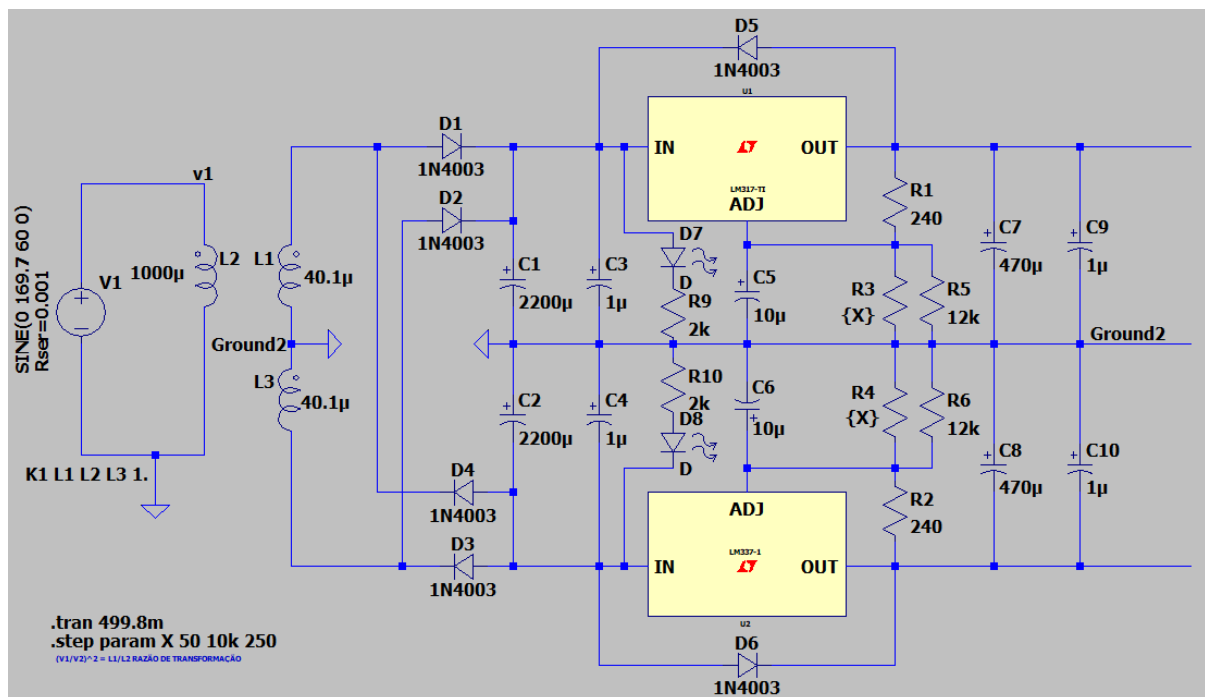 D5
1N4003
U1
D1
1N4003
IN
OUT
LM317-TI
ADJ
R1
240
v1
D2
1N4003
L2
1000µ
L1
40.1µ
V1
SINE(0 169.7 60 0)
Rser=0.001
D7
D
C1
2200µ
C3
1µ
R9
2k
C5
10µ
R3
{X}
R5
12k
C7
470µ
C9
1µ
Ground2
Ground2
L3
40.1µ
C2
2200µ
C4
1µ
R10
2k
D8
D
C6
10µ
R4
{X}
R6
12k
C8
470µ
C10
1µ
K1 L1 L2 L3 1.
D4
1N4003
D3
1N4003
ADJ
R2
240
LM337-1
IN
OUT
U2
D6
1N4003
.tran 499.8m
.step param X 50 10k 250
(V1/V2)^2 = L1/L2 RAZÃO DE TRANSFORMAÇÃO